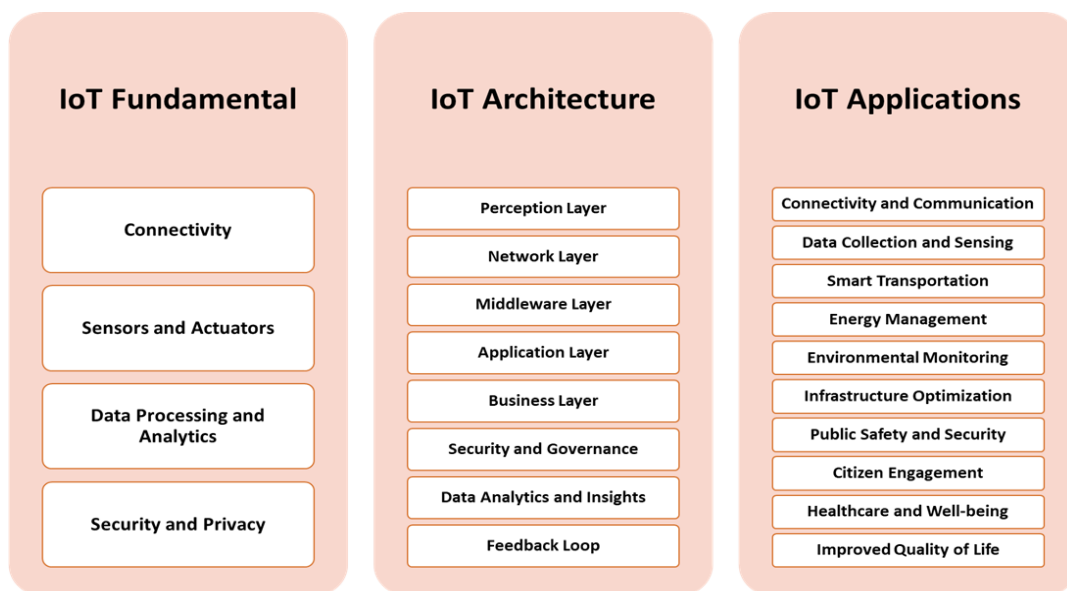 IoT Fundamental
Connectivity
Sensors and Actuators
Data Processing and
Analytics
Security and Privacy
IoT Architecture
Perception Layer
Network Layer
Middleware Layer
Application Layer
Business Layer
Security and Governance
Data Analytics and Insights
Feedback Loop
IoT Applications
Connectivity and Communication
Data Collection and Sensing
Smart Transportation
Energy Management
Environmental Monitoring
Infrastructure Optimization
Public Safety and Security
Citizen Engagement
Healthcare and Well-being
Improved Quality of Life